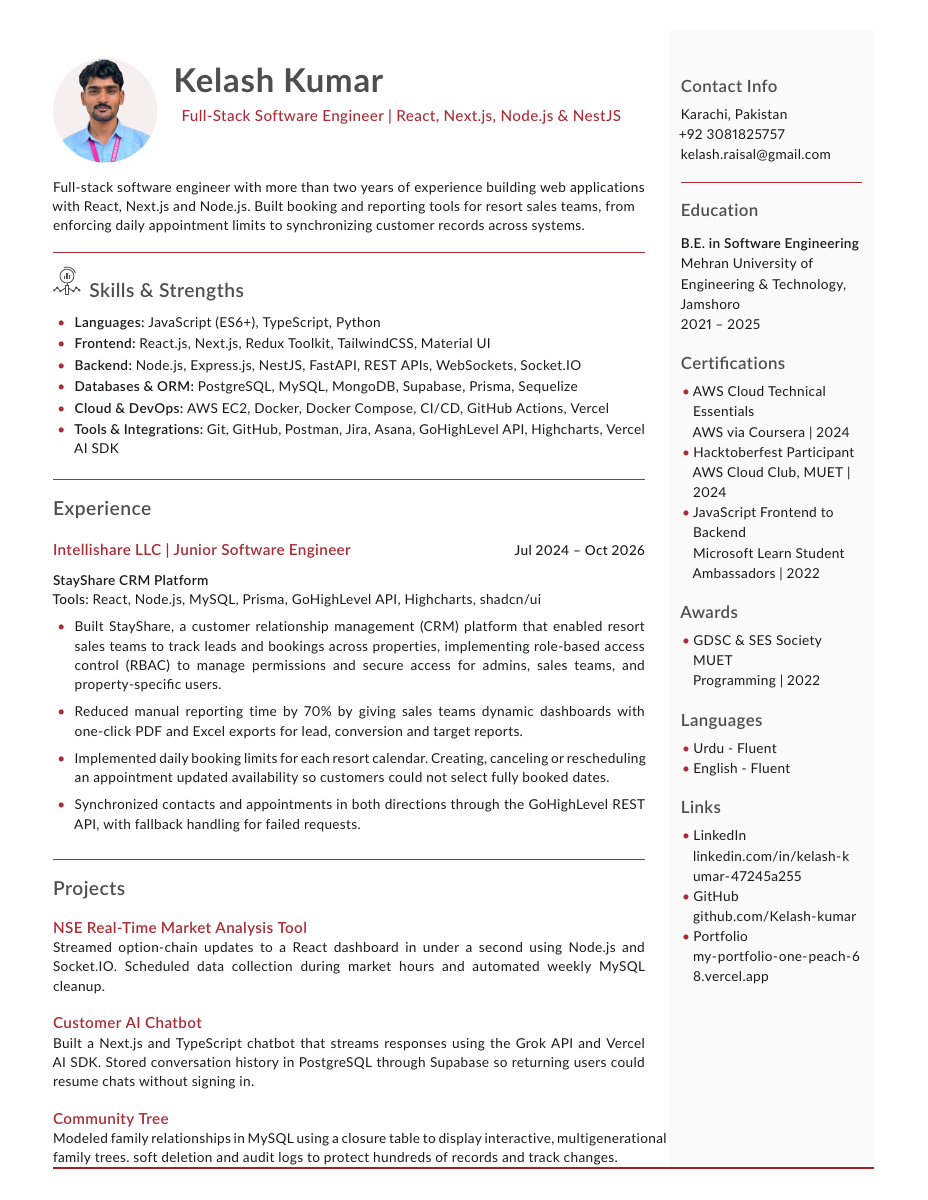 Kelash Kumar
Full-Stack Software Engineer | React, Next.js, Node.js & NestJS
Full-stack software engineer with more than two years of experience building web applications
with React, Next.js and Node.js. Built booking and reporting tools for resort sales teams, from
enforcing daily appointment limits to synchronizing customer records across systems.
Skills & Strengths
• Languages: JavaScript (ES6+), TypeScript, Python
• Frontend: React.js, Next.js, Redux Toolkit, TailwindCSS, Material UI
• Backend: Node.js, Express.js, NestJS, FastAPI, REST APIs, WebSockets, Socket.IO
• Databases & ORM: PostgreSQL, MySQL, MongoDB, Supabase, Prisma, Sequelize
• Cloud & DevOps: AWS EC2, Docker, Docker Compose, CI/CD, GitHub Actions, Vercel
• Tools & Integrations: Git, GitHub, Postman, Jira, Asana, GoHighLevel API, Highcharts, Vercel
AI SDK
Experience
Intellishare LLC | Junior Software Engineer Jul 2024 – Oct 2026
StayShare CRM Platform
Tools: React, Node.js, MySQL, Prisma, GoHighLevel API, Highcharts, shadcn/ui
• Built StayShare, a customer relationship management (CRM) platform that enabled resort
sales teams to track leads and bookings across properties, implementing role-based access
control (RBAC) to manage permissions and secure access for admins, sales teams, and
property-specific users.
• Reduced manual reporting time by 70% by giving sales teams dynamic dashboards with
one-click PDF and Excel exports for lead, conversion and target reports.
• Implemented daily booking limits for each resort calendar. Creating, canceling or rescheduling
an appointment updated availability so customers could not select fully booked dates.
• Synchronized contacts and appointments in both directions through the GoHighLevel REST
API, with fallback handling for failed requests.
Projects
NSE Real-Time Market Analysis Tool
Streamed option-chain updates to a React dashboard in under a second using Node.js and
Socket.IO. Scheduled data collection during market hours and automated weekly MySQL
cleanup.
Customer AI Chatbot
Built a Next.js and TypeScript chatbot that streams responses using the Grok API and Vercel
AI SDK. Stored conversation history in PostgreSQL through Supabase so returning users could
resume chats without signing in.
Community Tree
Modeled family relationships in MySQL using a closure table to display interactive, multigenerational
family trees. soft deletion and audit logs to protect hundreds of records and track changes.
Contact Info
Karachi, Pakistan
+92 3081825757
kelash.raisal@gmail.com
Education
B.E. in Software Engineering
Mehran University of
Engineering & Technology,
Jamshoro
2021 – 2025
Certifications
• AWS Cloud Technical
Essentials
AWS via Coursera | 2024
• Hacktoberfest Participant
AWS Cloud Club, MUET |
2024
• JavaScript Frontend to
Backend
Microsoft Learn Student
Ambassadors | 2022
Awards
• GDSC & SES Society
MUET
Programming | 2022
Languages
• Urdu - Fluent
• English - Fluent
Links
• LinkedIn
linkedin.com/in/kelash-k
umar-47245a255
• GitHub
github.com/Kelash-kumar
• Portfolio
my-portfolio-one-peach-6
8.vercel.app